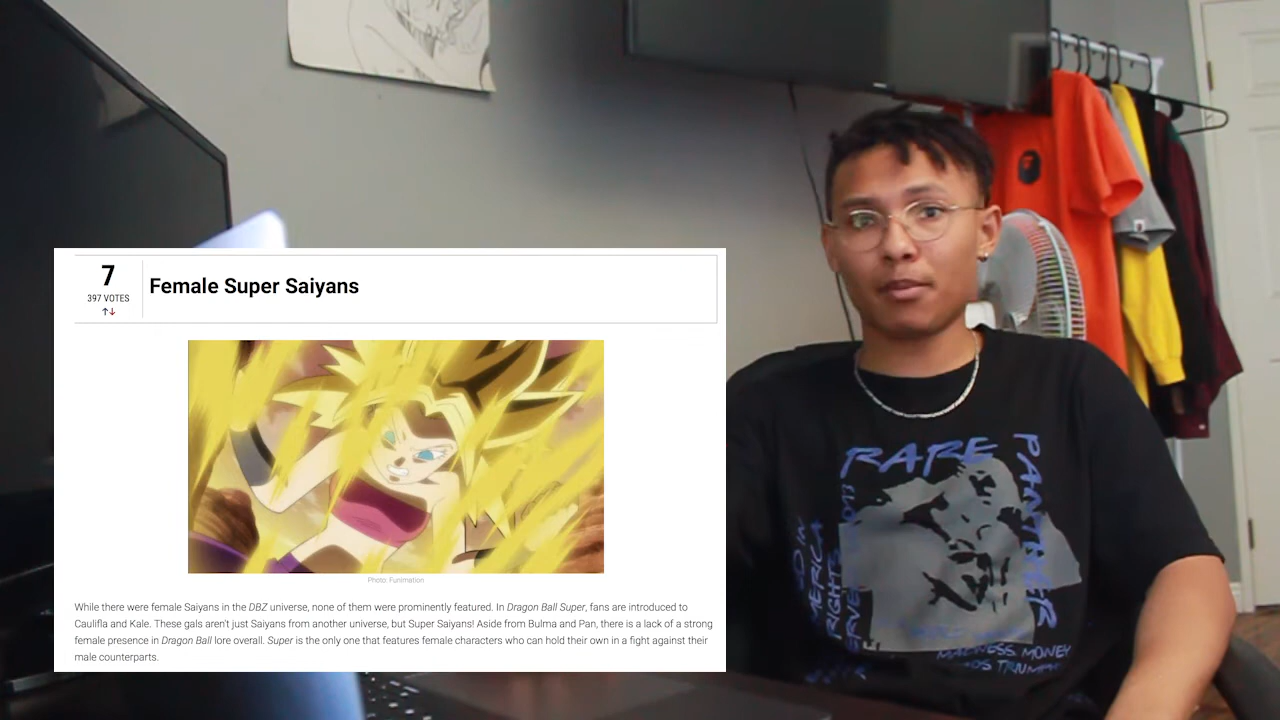 7
397 VOTES
Female Super Saiyans
Photo: Funimation
While there were female Saiyans in the DBZ universe, none of them were prominently featured. In Dragon Ball Super, fans are introduced to
Caulifla and Kale. These gals aren't just Saiyans from another universe, but Super Saiyans! Aside from Bulma and Pan, there is a lack of a strong
female presence in Dragon Ball lore overall. Super is the only one that features female characters who can hold their own in a fight against their
male counterparts.
RARE
PANTHER
IN
AMERICA
RIGHTS
MADNESS MONEY